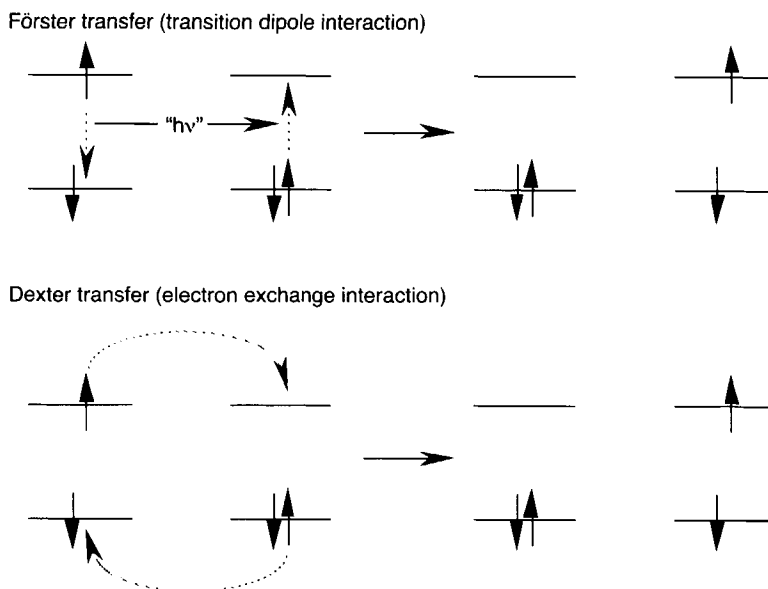 Förster transfer (transition dipole interaction)
“hν”
Dexter transfer (electron exchange interaction)